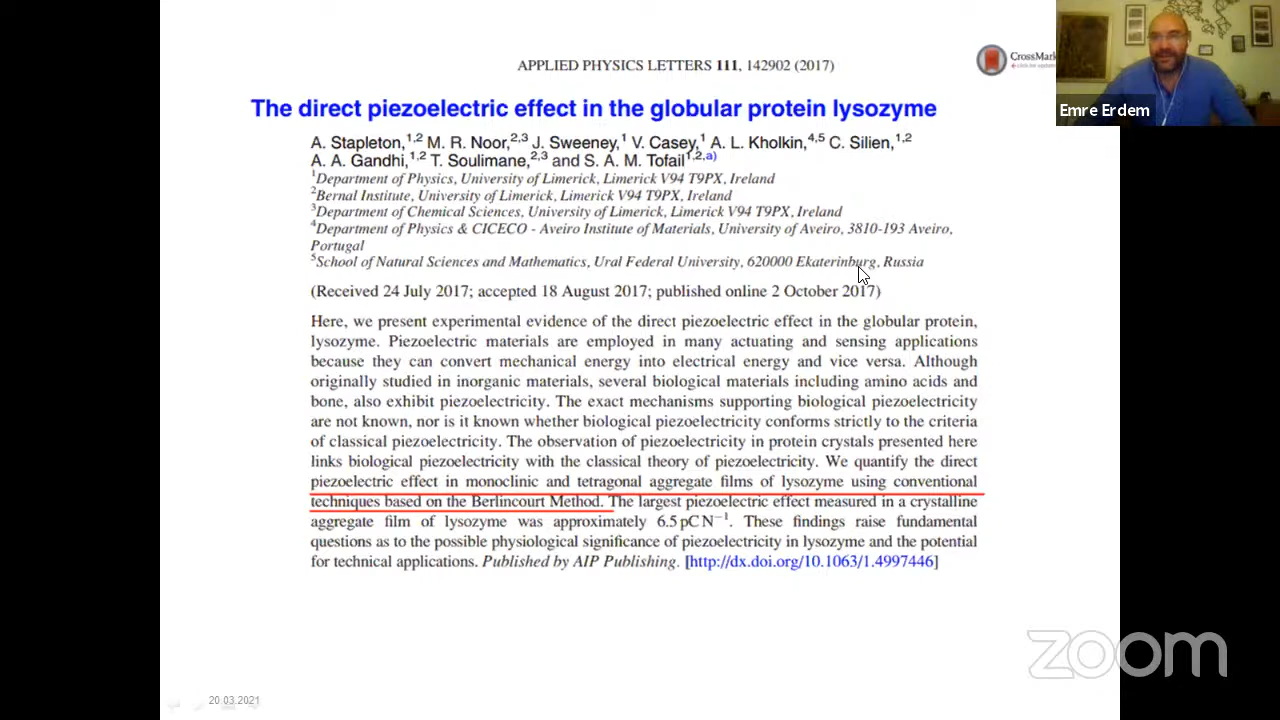 APPLIED PHYSICS LETTERS 111, 142902 (2017)
CrossMark
The direct piezoelectric effect in the globular protein lysozyme
A. Stapleton,1,2 M. R. Noor,2,3 J. Sweeney,1 V. Casey,1 A. L. Kholkin,4,5 C. Silien,1,2
A. A. Gandhi,1,2 T. Soulimane,2,3 and S. A. M. Tofail1,2,a)
1Department of Physics, University of Limerick, Limerick V94 T9PX, Ireland
2Bernal Institute, University of Limerick, Limerick V94 T9PX, Ireland
3Department of Chemical Sciences, University of Limerick, Limerick V94 T9PX, Ireland
4Department of Physics & CICECO - Aveiro Institute of Materials, University of Aveiro, 3810-193 Aveiro,
Portugal
5School of Natural Sciences and Mathematics, Ural Federal University, 620000 Ekaterinburg, Russia
(Received 24 July 2017; accepted 18 August 2017; published online 2 October 2017)
Here, we present experimental evidence of the direct piezoelectric effect in the globular protein,
lysozyme. Piezoelectric materials are employed in many actuating and sensing applications
because they can convert mechanical energy into electrical energy and vice versa. Although
originally studied in inorganic materials, several biological materials including amino acids and
bone, also exhibit piezoelectricity. The exact mechanisms supporting biological piezoelectricity
are not known, nor is it known whether biological piezoelectricity conforms strictly to the criteria
of classical piezoelectricity. The observation of piezoelectricity in protein crystals presented here
links biological piezoelectricity with the classical theory of piezoelectricity. We quantify the direct
piezoelectric effect in monoclinic and tetragonal aggregate films of lysozyme using conventional
techniques based on the Berlincourt Method. The largest piezoelectric effect measured in a crystalline
aggregate film of lysozyme was approximately 6.5 pC N−1. These findings raise fundamental
questions as to the possible physiological significance of piezoelectricity in lysozyme and the potential
for technical applications. Published by AIP Publishing. [http://dx.doi.org/10.1063/1.4997446]
Emre Erdem
zoom
20.03.2021